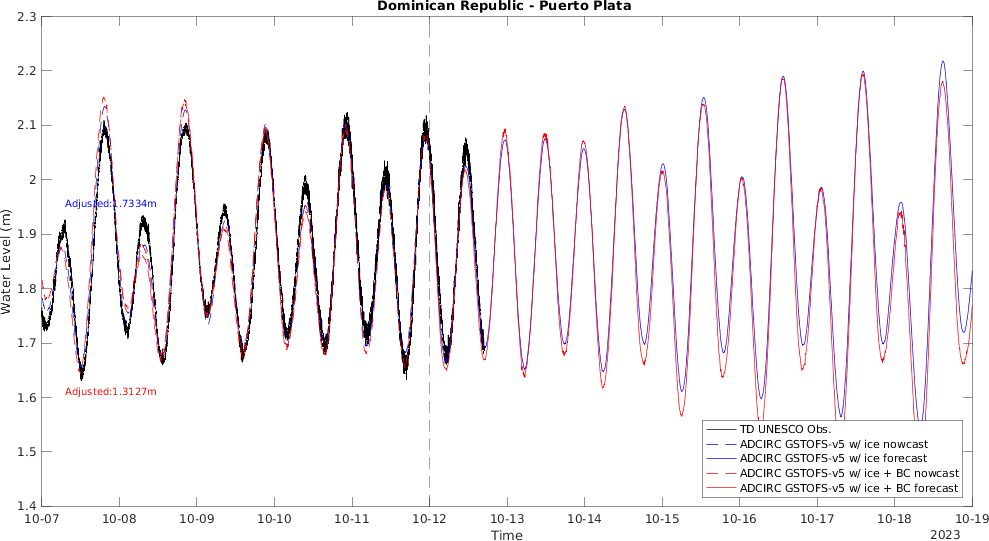 Dominican Republic - Puerto Plata
2.3
2.2
2.1
2
1.9
1.8
1.7
1.6
1.5
1.4
Water Level (m)
Adjusted:1.7334m
Adjusted:1.3127m
TD UNESCO Obs.
ADCIRC GSTOFS-v5 w/ ice nowcast
ADCIRC GSTOFS-v5 w/ ice forecast
ADCIRC GSTOFS-v5 w/ ice + BC nowcast
ADCIRC GSTOFS-v5 w/ ice + BC forecast
10-07 10-08 10-09 10-10 10-11 10-12 10-13 10-14 10-15 10-16 10-17 10-18 10-19
Time
2023